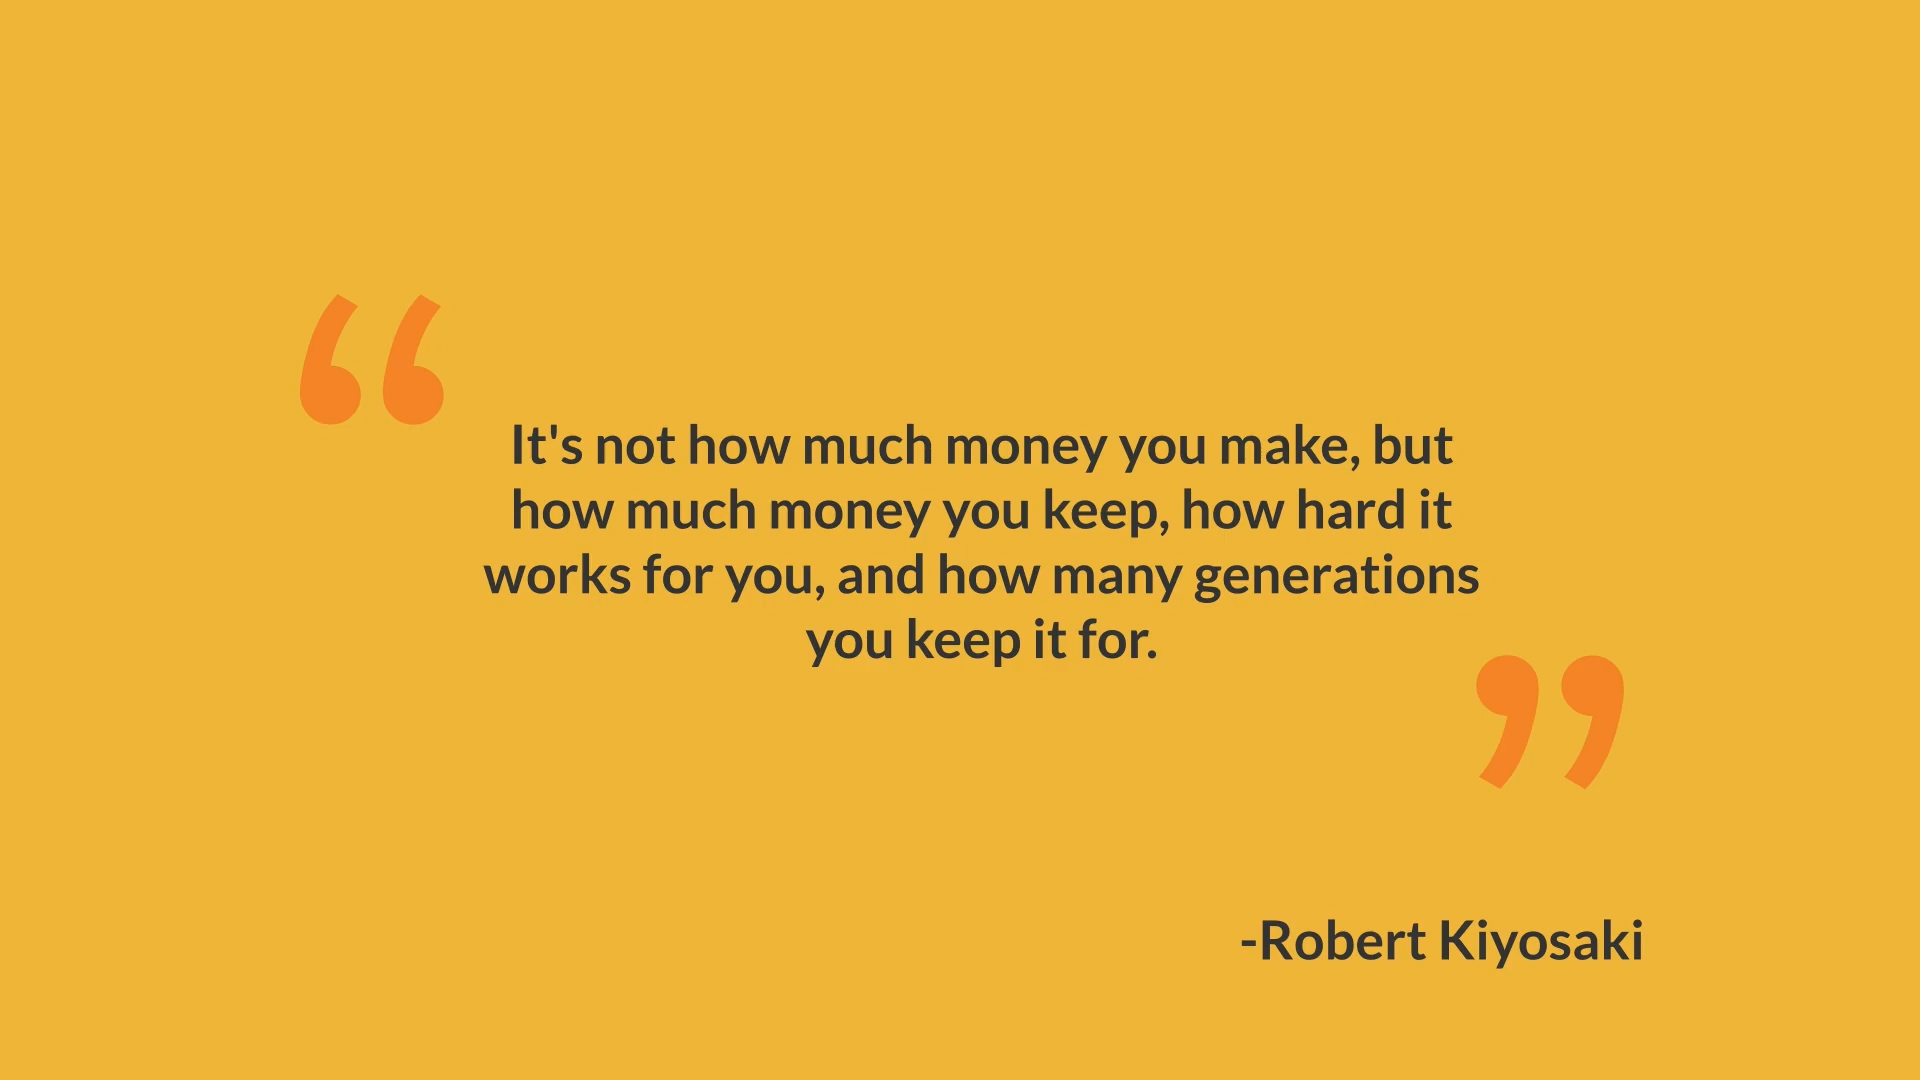 “
It's not how much money you make, but
how much money you keep, how hard it
works for you, and how many generations
you keep it for.
”
-Robert Kiyosaki